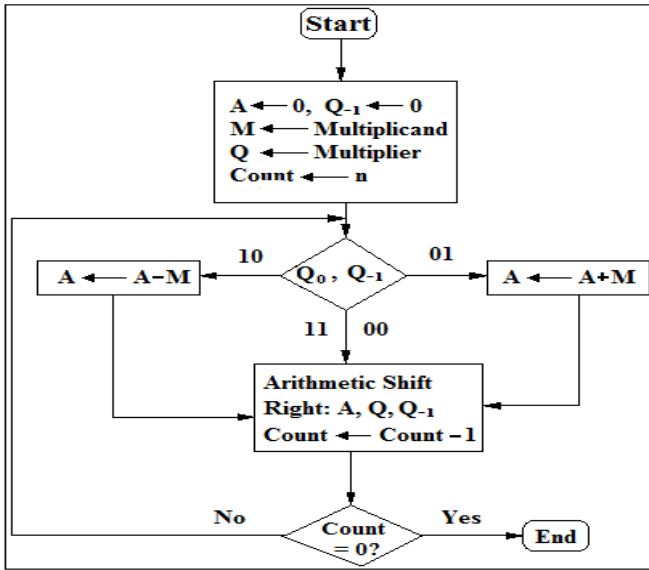 Start
A ← 0, Q₋₁ ← 0
M ← Multiplicand
Q ← Multiplier
Count ← n
10
Q₀ , Q₋₁
01
A ← A−M
A ← A+M
11 00
Arithmetic Shift
Right: A, Q, Q₋₁
Count ← Count −1
No
Count
= 0?
Yes
End